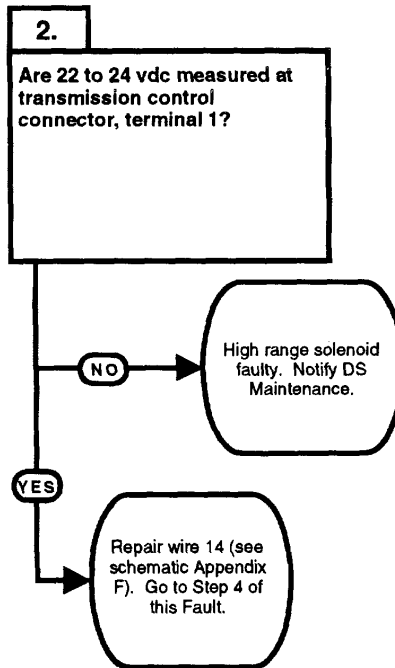 2.
Are 22 to 24 vdc measured at
transmission control
connector, terminal 1?
NO
High range solenoid
faulty. Notify DS
Maintenance.
YES
Repair wire 14 (see
schematic Appendix
F). Go to Step 4 of
this Fault.